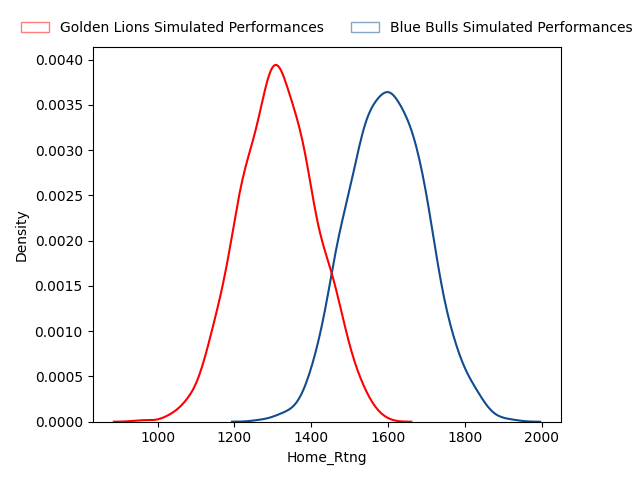 Golden Lions Simulated Performances Blue Bulls Simulated Performances
0.0040
0.0035
0.0030
0.0025
0.0020
0.0015
0.0010
0.0005
0.0000
Density
1000 1200 1400 1600 1800 2000
Home_Rtng